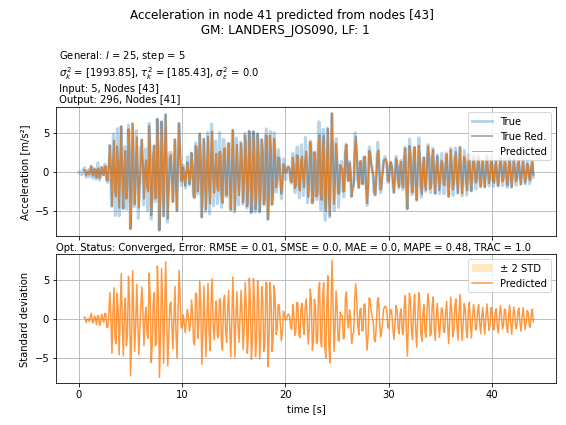 Acceleration in node 41 predicted from nodes [43]
GM: LANDERS_JOS090, LF: 1
General: l = 25, step = 5
σ²ₖ = [1993.85], τ²ₖ = [185.43], σ²ε = 0.0
Input: 5, Nodes [43]
Output: 296, Nodes [41]
Acceleration [m/s²]
5
0
−5
True
True Red.
Predicted
Opt. Status: Converged, Error: RMSE = 0.01, SMSE = 0.0, MAE = 0.0, MAPE = 0.48, TRAC = 1.0
Standard deviation
5
0
−5
± 2 STD
Predicted
0 10 20 30 40
time [s]